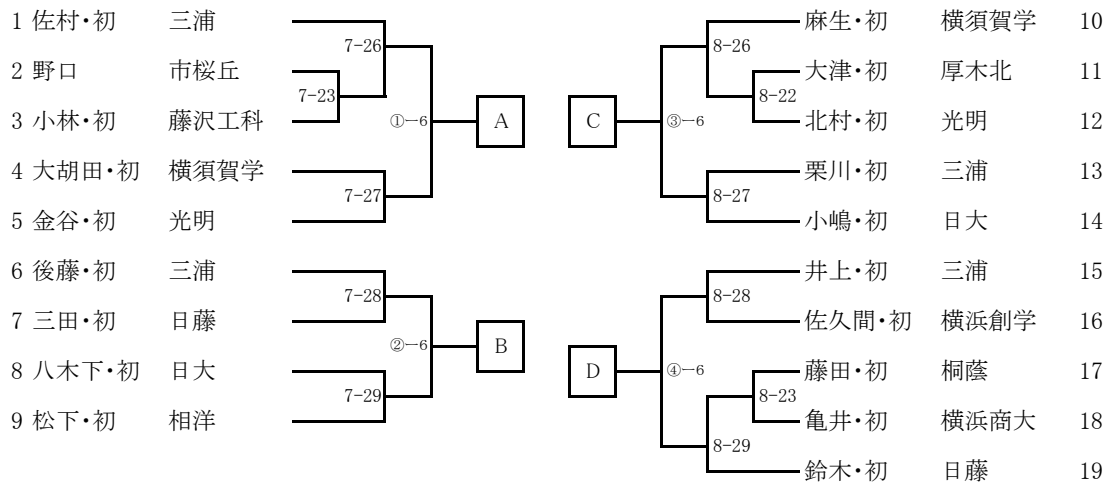 1 佐村・初 三浦
7-26
2 野口 市桜丘
7-23
3 小林・初 藤沢工科
①-6
A
4 大胡田・初 横須賀学
7-27
5 金谷・初 光明
6 後藤・初 三浦
7-28
7 三田・初 日藤
②-6
B
8 八木下・初 日大
7-29
9 松下・初 相洋
麻生・初 横須賀学 10
8-26
大津・初 厚木北 11
8-22
C
③-6
北村・初 光明 12
栗川・初 三浦 13
8-27
小嶋・初 日大 14
井上・初 三浦 15
8-28
佐久間・初 横浜創学 16
D
④-6
藤田・初 桐蔭 17
8-23
亀井・初 横浜商大 18
8-29
鈴木・初 日藤 19